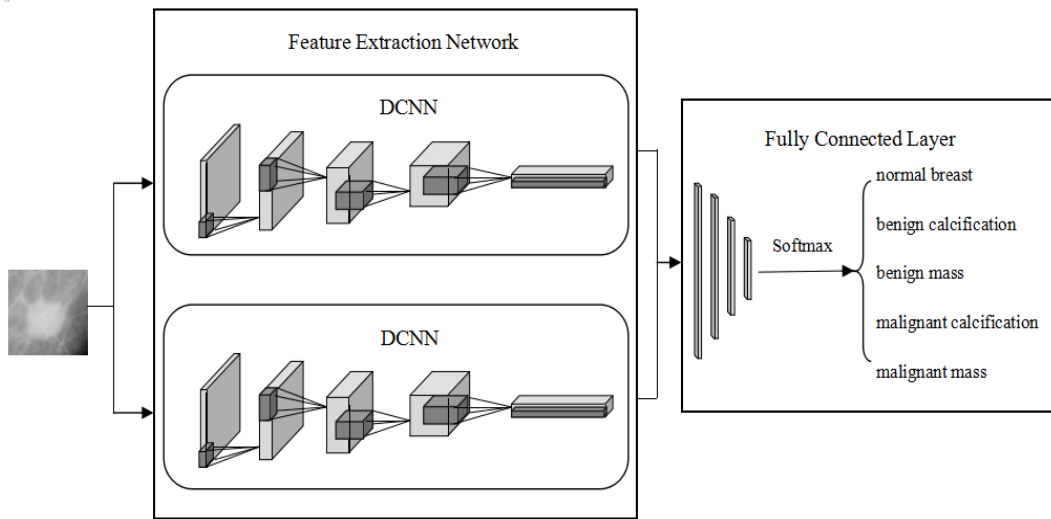 Feature Extraction Network
DCNN
DCNN
Fully Connected Layer
Softmax
normal breast
benign calcification
benign mass
malignant calcification
malignant mass